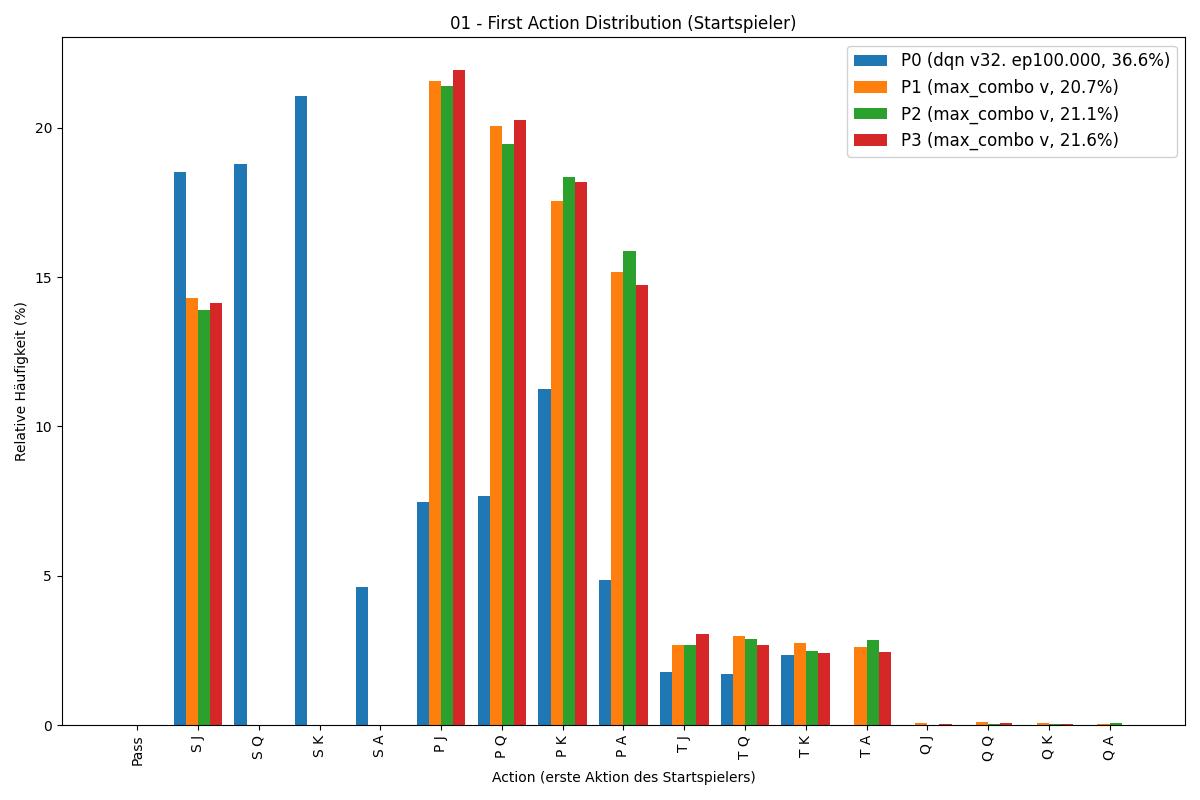 01 - First Action Distribution (Startspieler)
P0 (dqn v32. ep100.000, 36.6%)
P1 (max_combo v, 20.7%)
P2 (max_combo v, 21.1%)
P3 (max_combo v, 21.6%)
Relative Häufigkeit (%)
20
15
10
5
0
Pass
S J
S Q
S K
S A
P J
P Q
P K
P A
T J
T Q
T K
T A
Q J
Q Q
Q K
Q A
Action (erste Aktion des Startspielers)